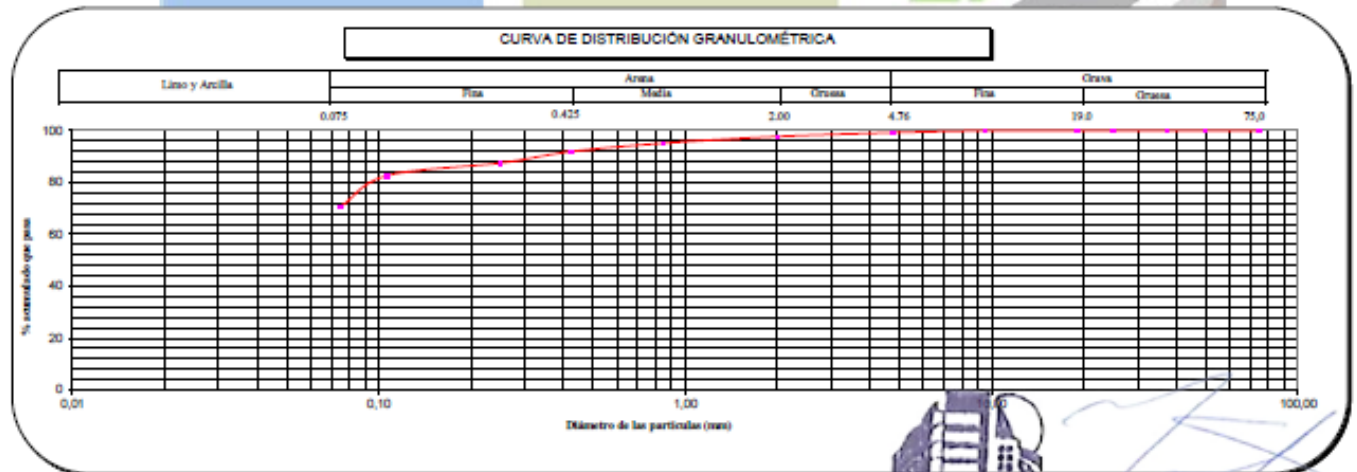 CURVA DE DISTRIBUCIÓN GRANULOMÉTRICA
Limo y Arcilla Arena Grava
Fina Media Gruesa Fina Gruesa
0.075 0.425 2.00 4.76 19.0 75,0
100
80
60
40
20
0
% acumulado que pasa
0,01 0,10 1,00 100,00
Diámetro de las partículas (mm)